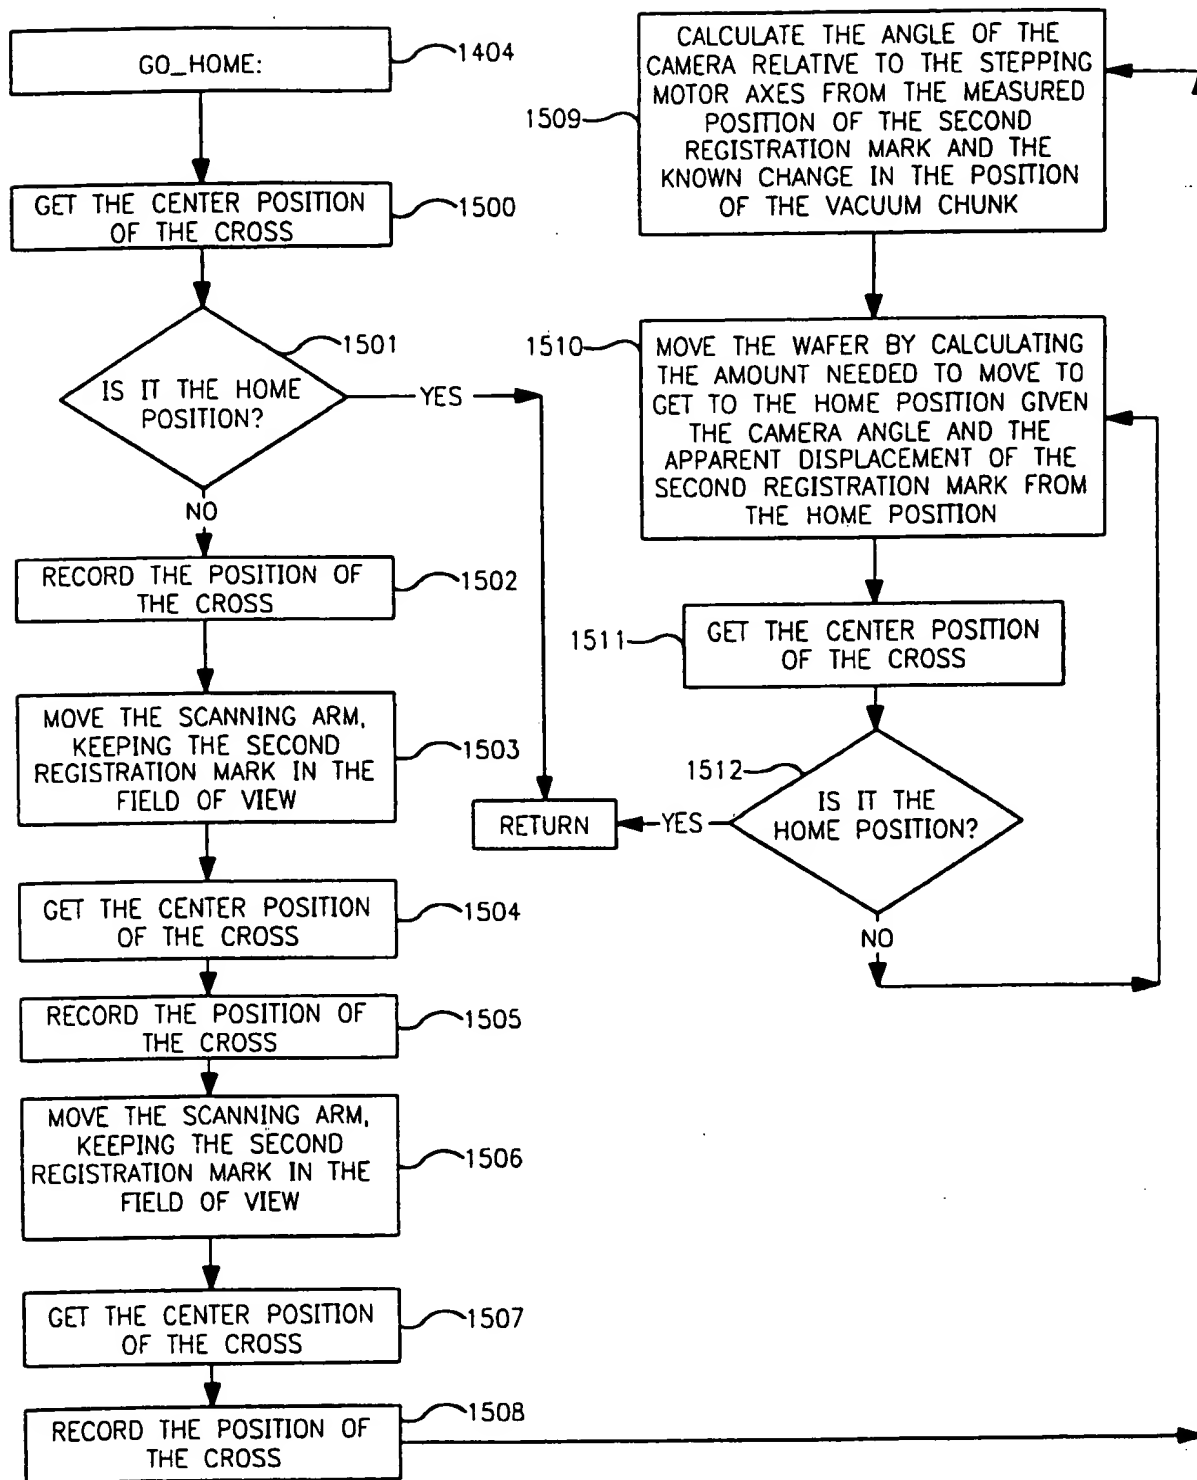 GO_HOME:
1404
GET THE CENTER POSITION
OF THE CROSS
1500
1501
IS IT THE HOME
POSITION?
YES
NO
RECORD THE POSITION OF
THE CROSS
1502
MOVE THE SCANNING ARM,
KEEPING THE SECOND
REGISTRATION MARK IN THE
FIELD OF VIEW
1503
GET THE CENTER POSITION
OF THE CROSS
1504
RECORD THE POSITION OF
THE CROSS
1505
MOVE THE SCANNING ARM,
KEEPING THE SECOND
REGISTRATION MARK IN THE
FIELD OF VIEW
1506
GET THE CENTER POSITION
OF THE CROSS
1507
RECORD THE POSITION OF
THE CROSS
1508
CALCULATE THE ANGLE OF THE
CAMERA RELATIVE TO THE STEPPING
MOTOR AXES FROM THE MEASURED
POSITION OF THE SECOND
REGISTRATION MARK AND THE
KNOWN CHANGE IN THE POSITION
OF THE VACUUM CHUNK
1509
1510
MOVE THE WAFER BY CALCULATING
THE AMOUNT NEEDED TO MOVE TO
GET TO THE HOME POSITION GIVEN
THE CAMERA ANGLE AND THE
APPARENT DISPLACEMENT OF THE
SECOND REGISTRATION MARK FROM
THE HOME POSITION
1511
GET THE CENTER POSITION
OF THE CROSS
1512
IS IT THE
HOME POSITION?
YES
RETURN
NO